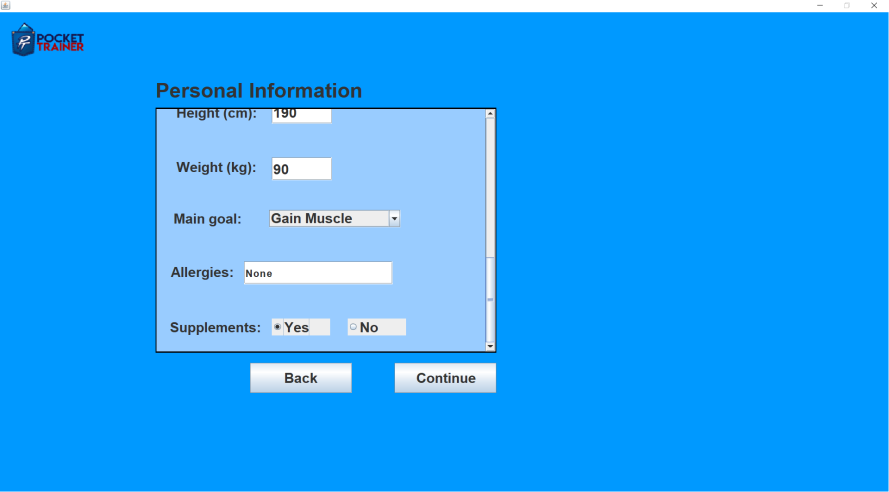 POCKET
TRAINER
Personal Information
Height (cm): 190
Weight (kg): 90
Main goal: Gain Muscle
Allergies: None
Supplements: Yes No
Back Continue